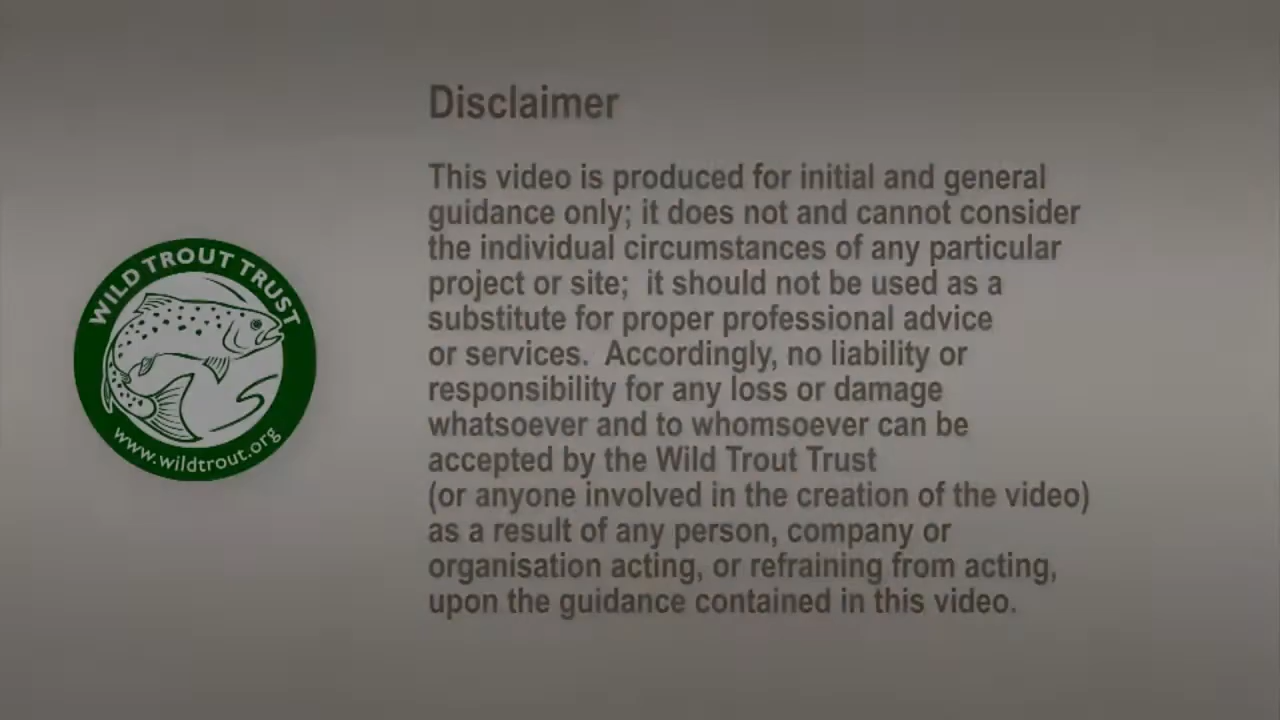 Disclaimer
This video is produced for initial and general
guidance only; it does not and cannot consider
the individual circumstances of any particular
project or site;  it should not be used as a
substitute for proper professional advice
or services.  Accordingly, no liability or
responsibility for any loss or damage
whatsoever and to whomsoever can be
accepted by the Wild Trout Trust
(or anyone involved in the creation of the video)
as a result of any person, company or
organisation acting, or refraining from acting,
upon the guidance contained in this video.
WILD TROUT TRUST
www.wildtrout.org